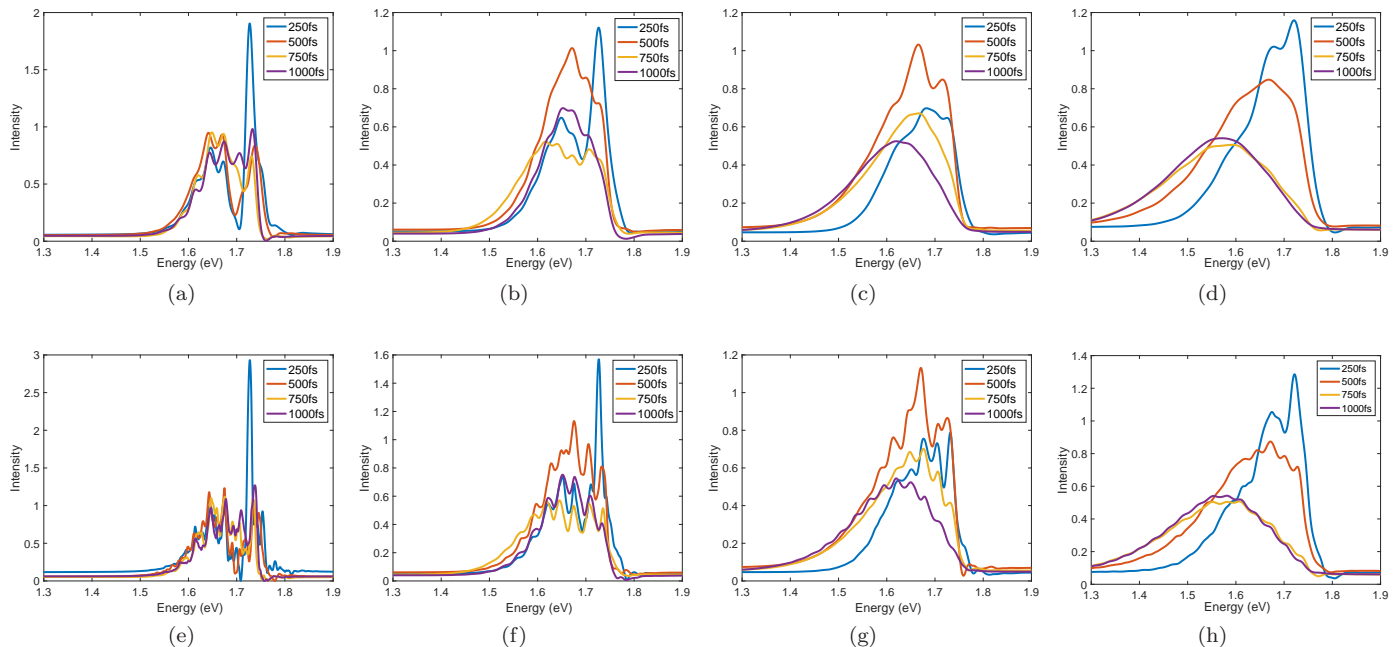 2
1.5
1
0.5
0
Intensity
1.3 1.4 1.5 1.6 1.7 1.8 1.9
Energy (eV)
250fs
500fs
750fs
1000fs
(a)
1.2
1
0.8
0.6
0.4
0.2
0
Intensity
1.3 1.4 1.5 1.6 1.7 1.8 1.9
Energy (eV)
250fs
500fs
750fs
1000fs
(b)
1.2
1
0.8
0.6
0.4
0.2
0
Intensity
1.3 1.4 1.5 1.6 1.7 1.8 1.9
Energy (eV)
250fs
500fs
750fs
1000fs
(c)
1.2
1
0.8
0.6
0.4
0.2
0
Intensity
1.3 1.4 1.5 1.6 1.7 1.8 1.9
Energy (eV)
250fs
500fs
750fs
1000fs
(d)
3
2.5
2
1.5
1
0.5
0
Intensity
1.3 1.4 1.5 1.6 1.7 1.8 1.9
Energy (eV)
250fs
500fs
750fs
1000fs
(e)
1.6
1.4
1.2
1
0.8
0.6
0.4
0.2
0
Intensity
1.3 1.4 1.5 1.6 1.7 1.8 1.9
Energy (eV)
250fs
500fs
750fs
1000fs
(f)
1.2
1
0.8
0.6
0.4
0.2
0
Intensity
1.3 1.4 1.5 1.6 1.7 1.8 1.9
Energy (eV)
250fs
500fs
750fs
1000fs
(g)
1.4
1.2
1
0.8
0.6
0.4
0.2
0
Intensity
1.3 1.4 1.5 1.6 1.7 1.8 1.9
Energy (eV)
250fs
500fs
750fs
1000fs
(h)